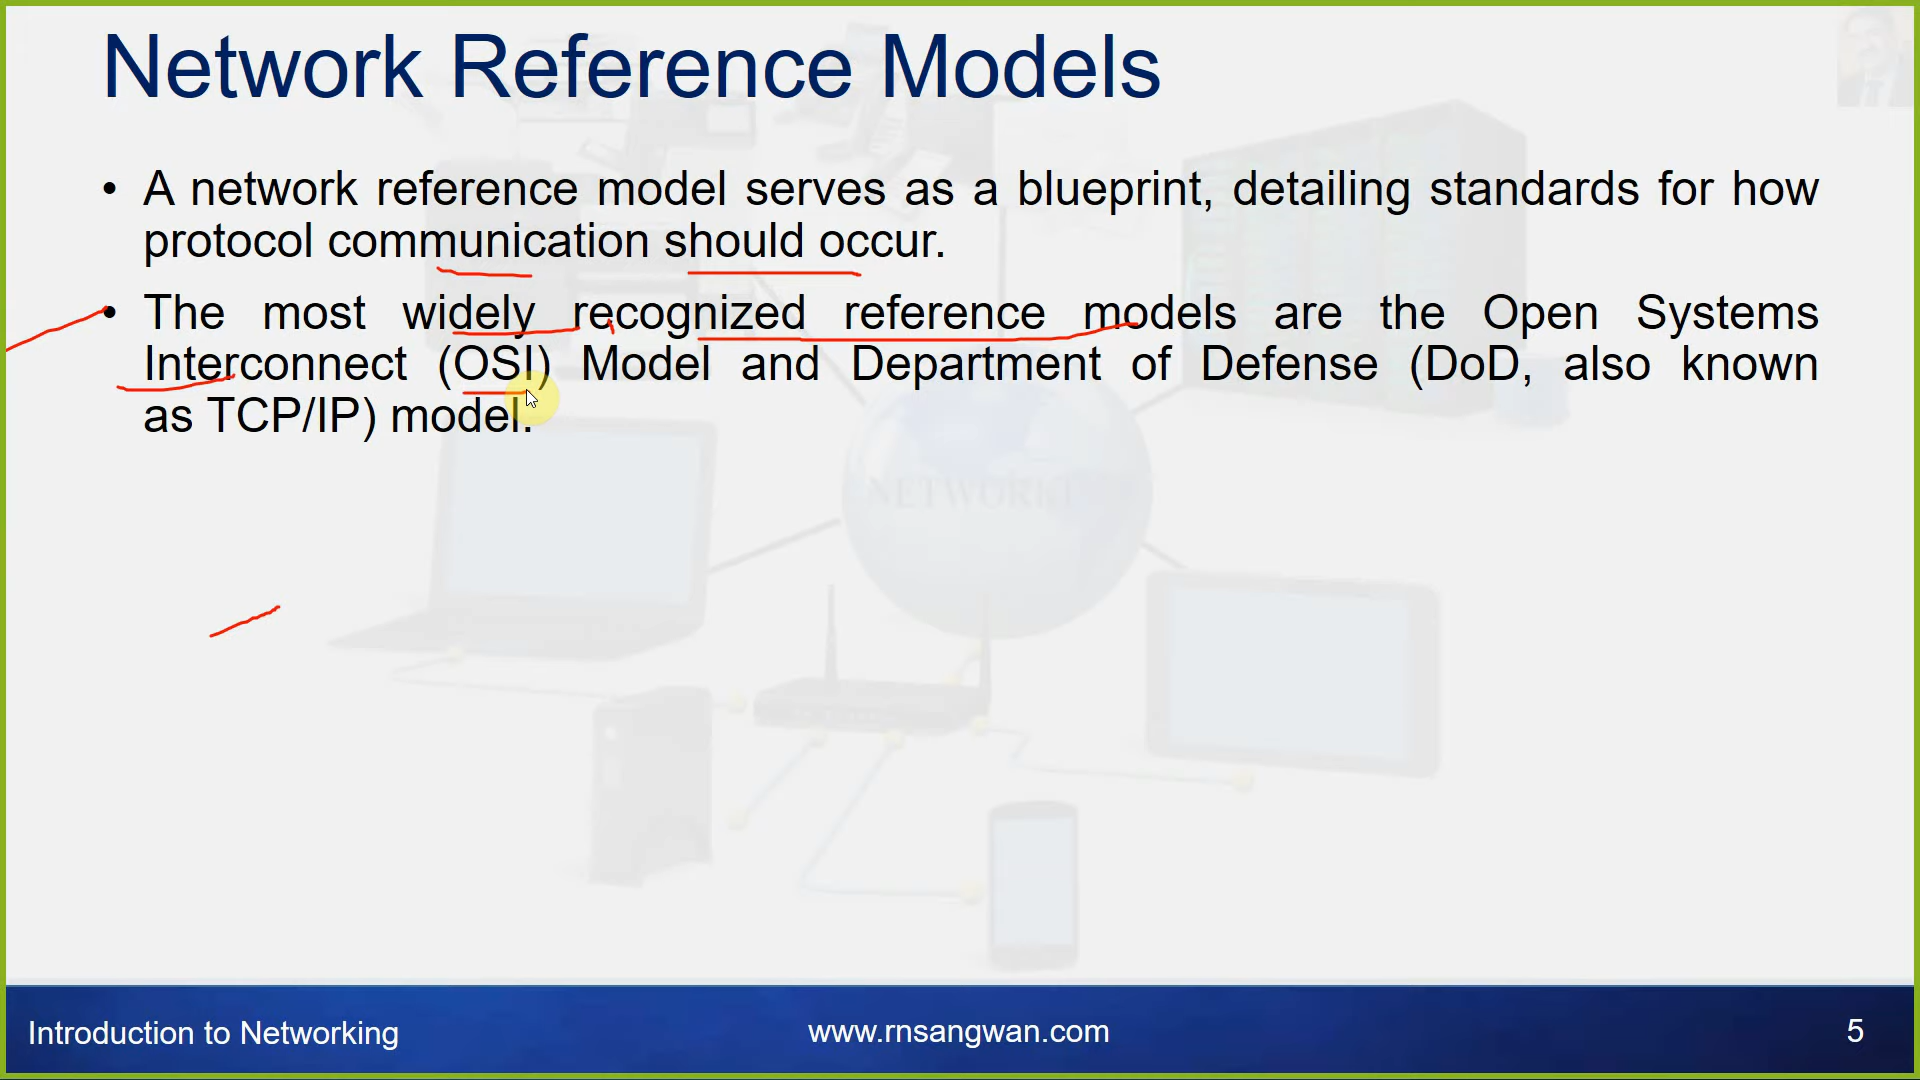 Network Reference Models
• A network reference model serves as a blueprint, detailing standards for how
protocol communication should occur.
• The most widely recognized reference models are the Open Systems
Interconnect (OSI) Model and Department of Defense (DoD, also known
as TCP/IP) model.
NETWORK
Introduction to Networking
www.rnsangwan.com
5